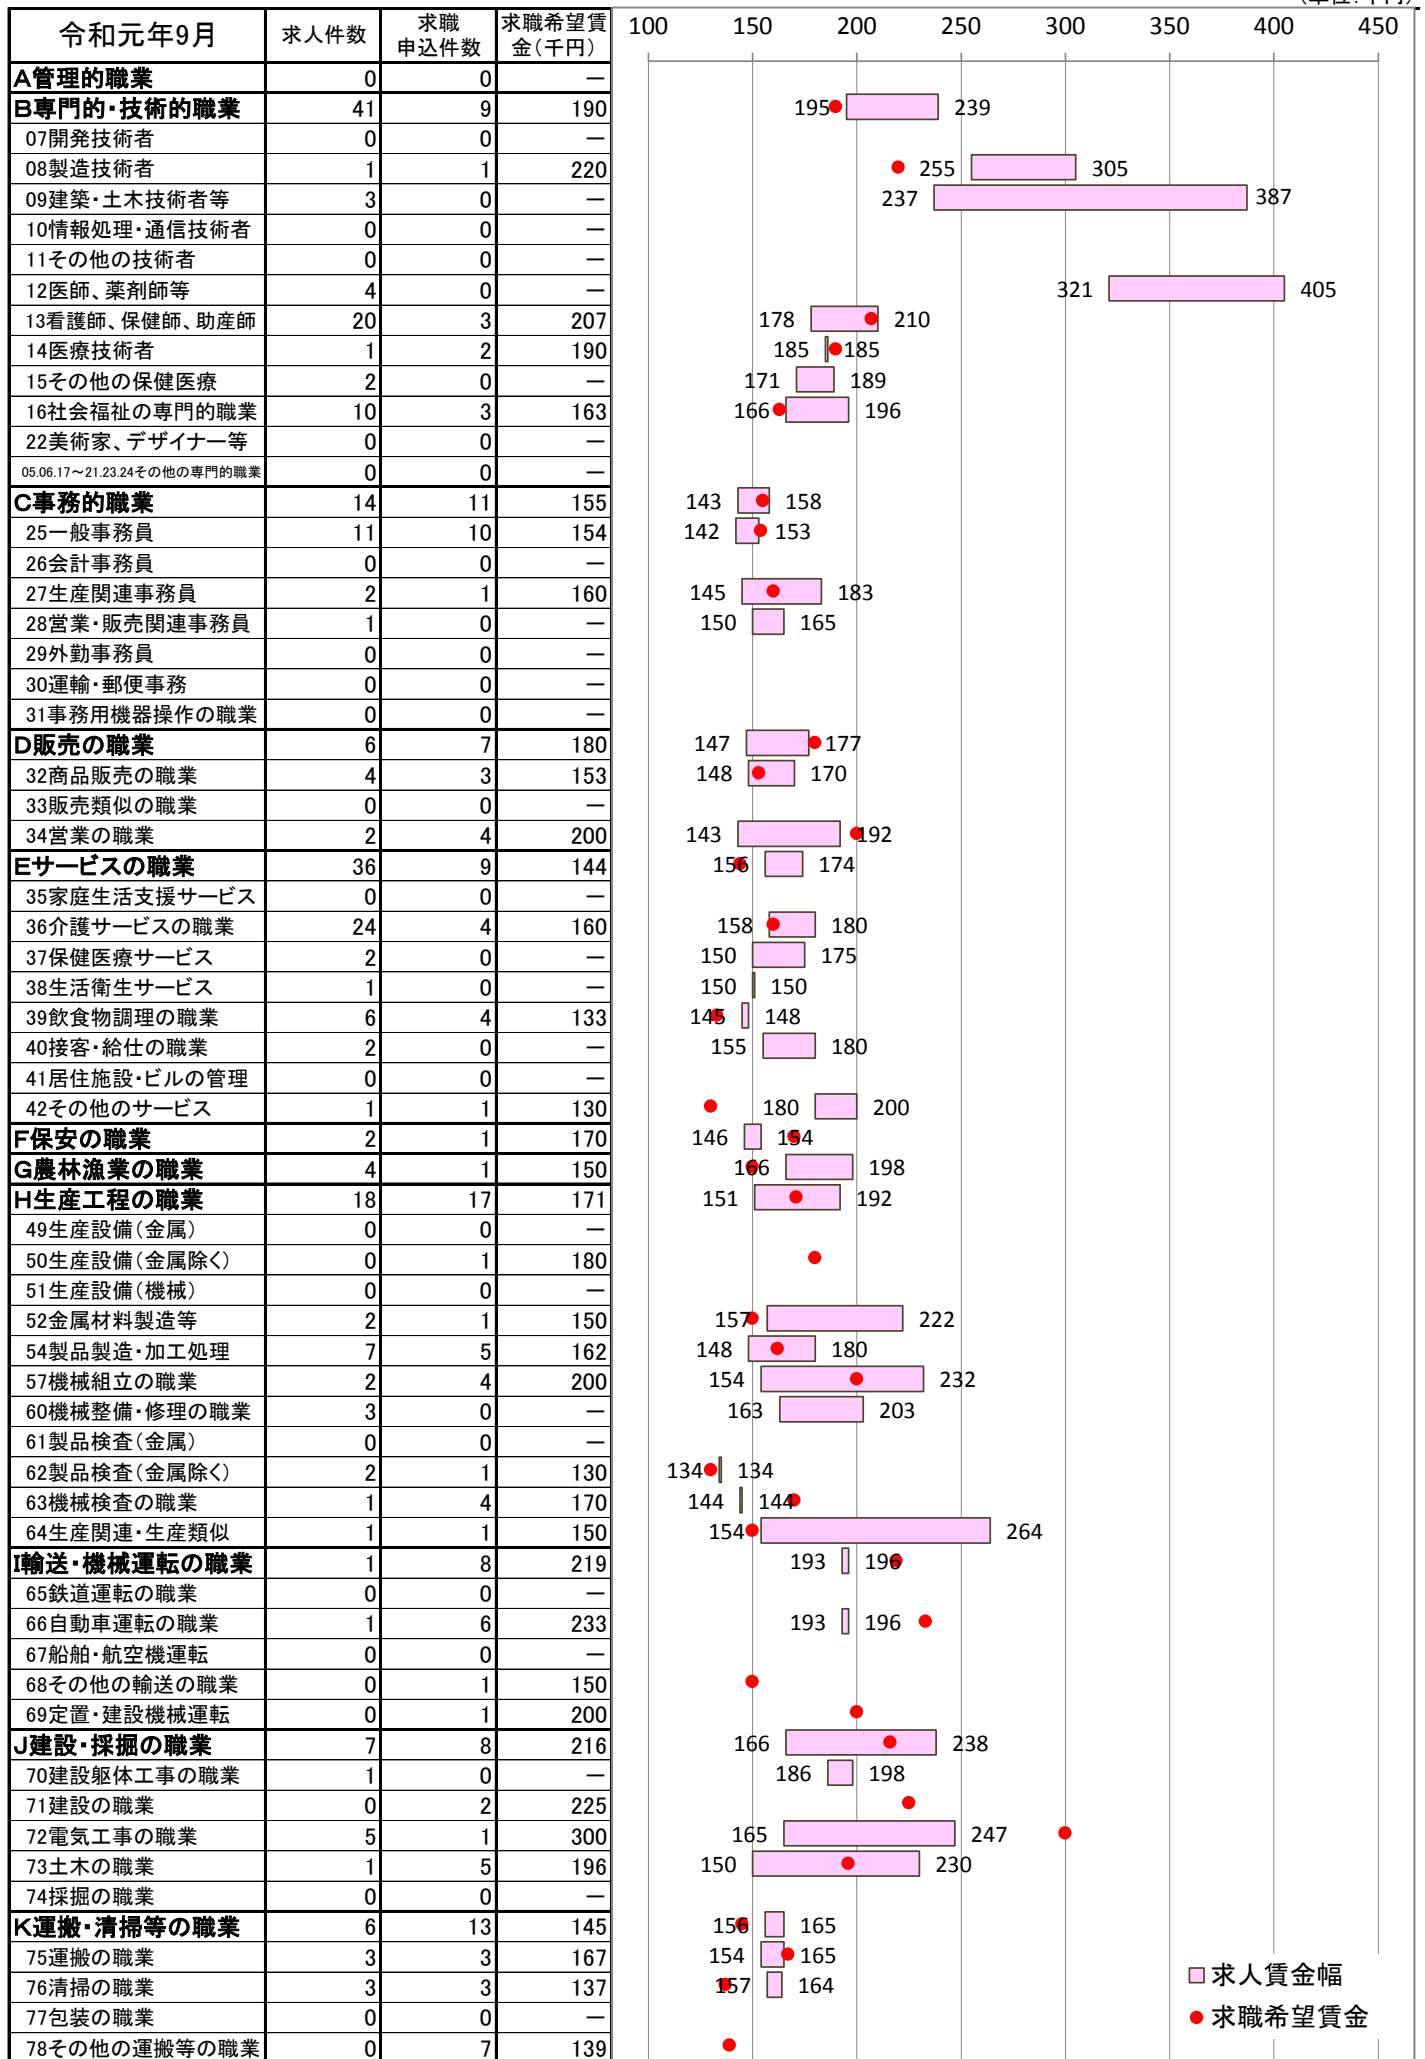 (単位:千円)
令和元年9月 求人件数 求職申込件数 求職希望賃金(千円) 100 150 200 250 300 350 400 450
A管理的職業 0 0 －
B専門的・技術的職業 41 9 190 195 239
07開発技術者 0 0 －
08製造技術者 1 1 220 255 305
09建築・土木技術者等 3 0 － 237 387
10情報処理・通信技術者 0 0 －
11その他の技術者 0 0 －
12医師、薬剤師等 4 0 － 321 405
13看護師、保健師、助産師 20 3 207 178 210
14医療技術者 1 2 190 185 185
15その他の保健医療 2 0 － 171 189
16社会福祉の専門的職業 10 3 163 166 196
22美術家、デザイナー等 0 0 －
05.06.17～21.23.24その他の専門的職業 0 0 －
C事務的職業 14 11 155 143 158
25一般事務員 11 10 154 142 153
26会計事務員 0 0 －
27生産関連事務員 2 1 160 145 183
28営業・販売関連事務員 1 0 － 150 165
29外勤事務員 0 0 －
30運輸・郵便事務 0 0 －
31事務用機器操作の職業 0 0 －
D販売の職業 6 7 180 147 177
32商品販売の職業 4 3 153 148 170
33販売類似の職業 0 0 －
34営業の職業 2 4 200 143 192
Eサービスの職業 36 9 144 156 174
35家庭生活支援サービス 0 0 －
36介護サービスの職業 24 4 160 158 180
37保健医療サービス 2 0 － 150 175
38生活衛生サービス 1 0 － 150 150
39飲食物調理の職業 6 4 133 145 148
40接客・給仕の職業 2 0 － 155 180
41居住施設・ビルの管理 0 0 －
42その他のサービス 1 1 130 180 200
F保安の職業 2 1 170 146 154
G農林漁業の職業 4 1 150 166 198
H生産工程の職業 18 17 171 151 192
49生産設備(金属) 0 0 －
50生産設備(金属除く) 0 1 180
51生産設備(機械) 0 0 －
52金属材料製造等 2 1 150 157 222
54製品製造・加工処理 7 5 162 148 180
57機械組立の職業 2 4 200 154 232
60機械整備・修理の職業 3 0 － 163 203
61製品検査(金属) 0 0 －
62製品検査(金属除く) 2 1 130 134 134
63機械検査の職業 1 4 170 144 144
64生産関連・生産類似 1 1 150 154 264
I輸送・機械運転の職業 1 8 219 193 196
65鉄道運転の職業 0 0 －
66自動車運転の職業 1 6 233 193 196
67船舶・航空機運転 0 0 －
68その他の輸送の職業 0 1 150
69定置・建設機械運転 0 1 200
J建設・採掘の職業 7 8 216 166 238
70建設躯体工事の職業 1 0 － 186 198
71建設の職業 0 2 225
72電気工事の職業 5 1 300 165 247
73土木の職業 1 5 196 150 230
74採掘の職業 0 0 －
K運搬・清掃等の職業 6 13 145 156 165
75運搬の職業 3 3 167 154 165
76清掃の職業 3 3 137 157 164
77包装の職業 0 0 －
78その他の運搬等の職業 0 7 139
求人賃金幅
求職希望賃金